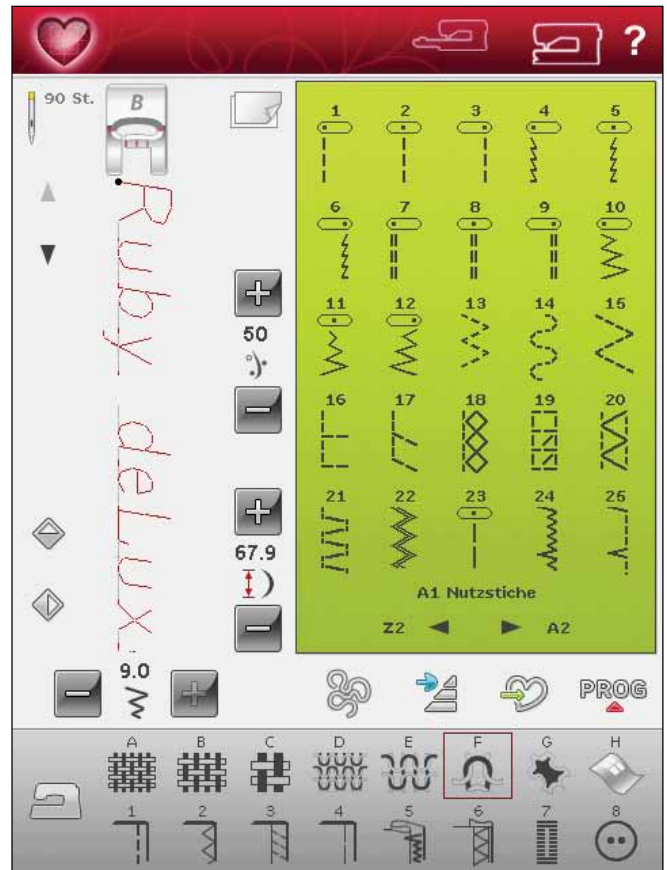 ?
90 St.
B
Ruby deLux
50
67.9
9.0
1 2 3 4 5
6 7 8 9 10
11 12 13 14 15
16 17 18 19 20
21 22 23 24 25
A1 Nutzstiche
Z2 A2
PROG
A B C D E F G H
1 2 3 4 5 6 7 8